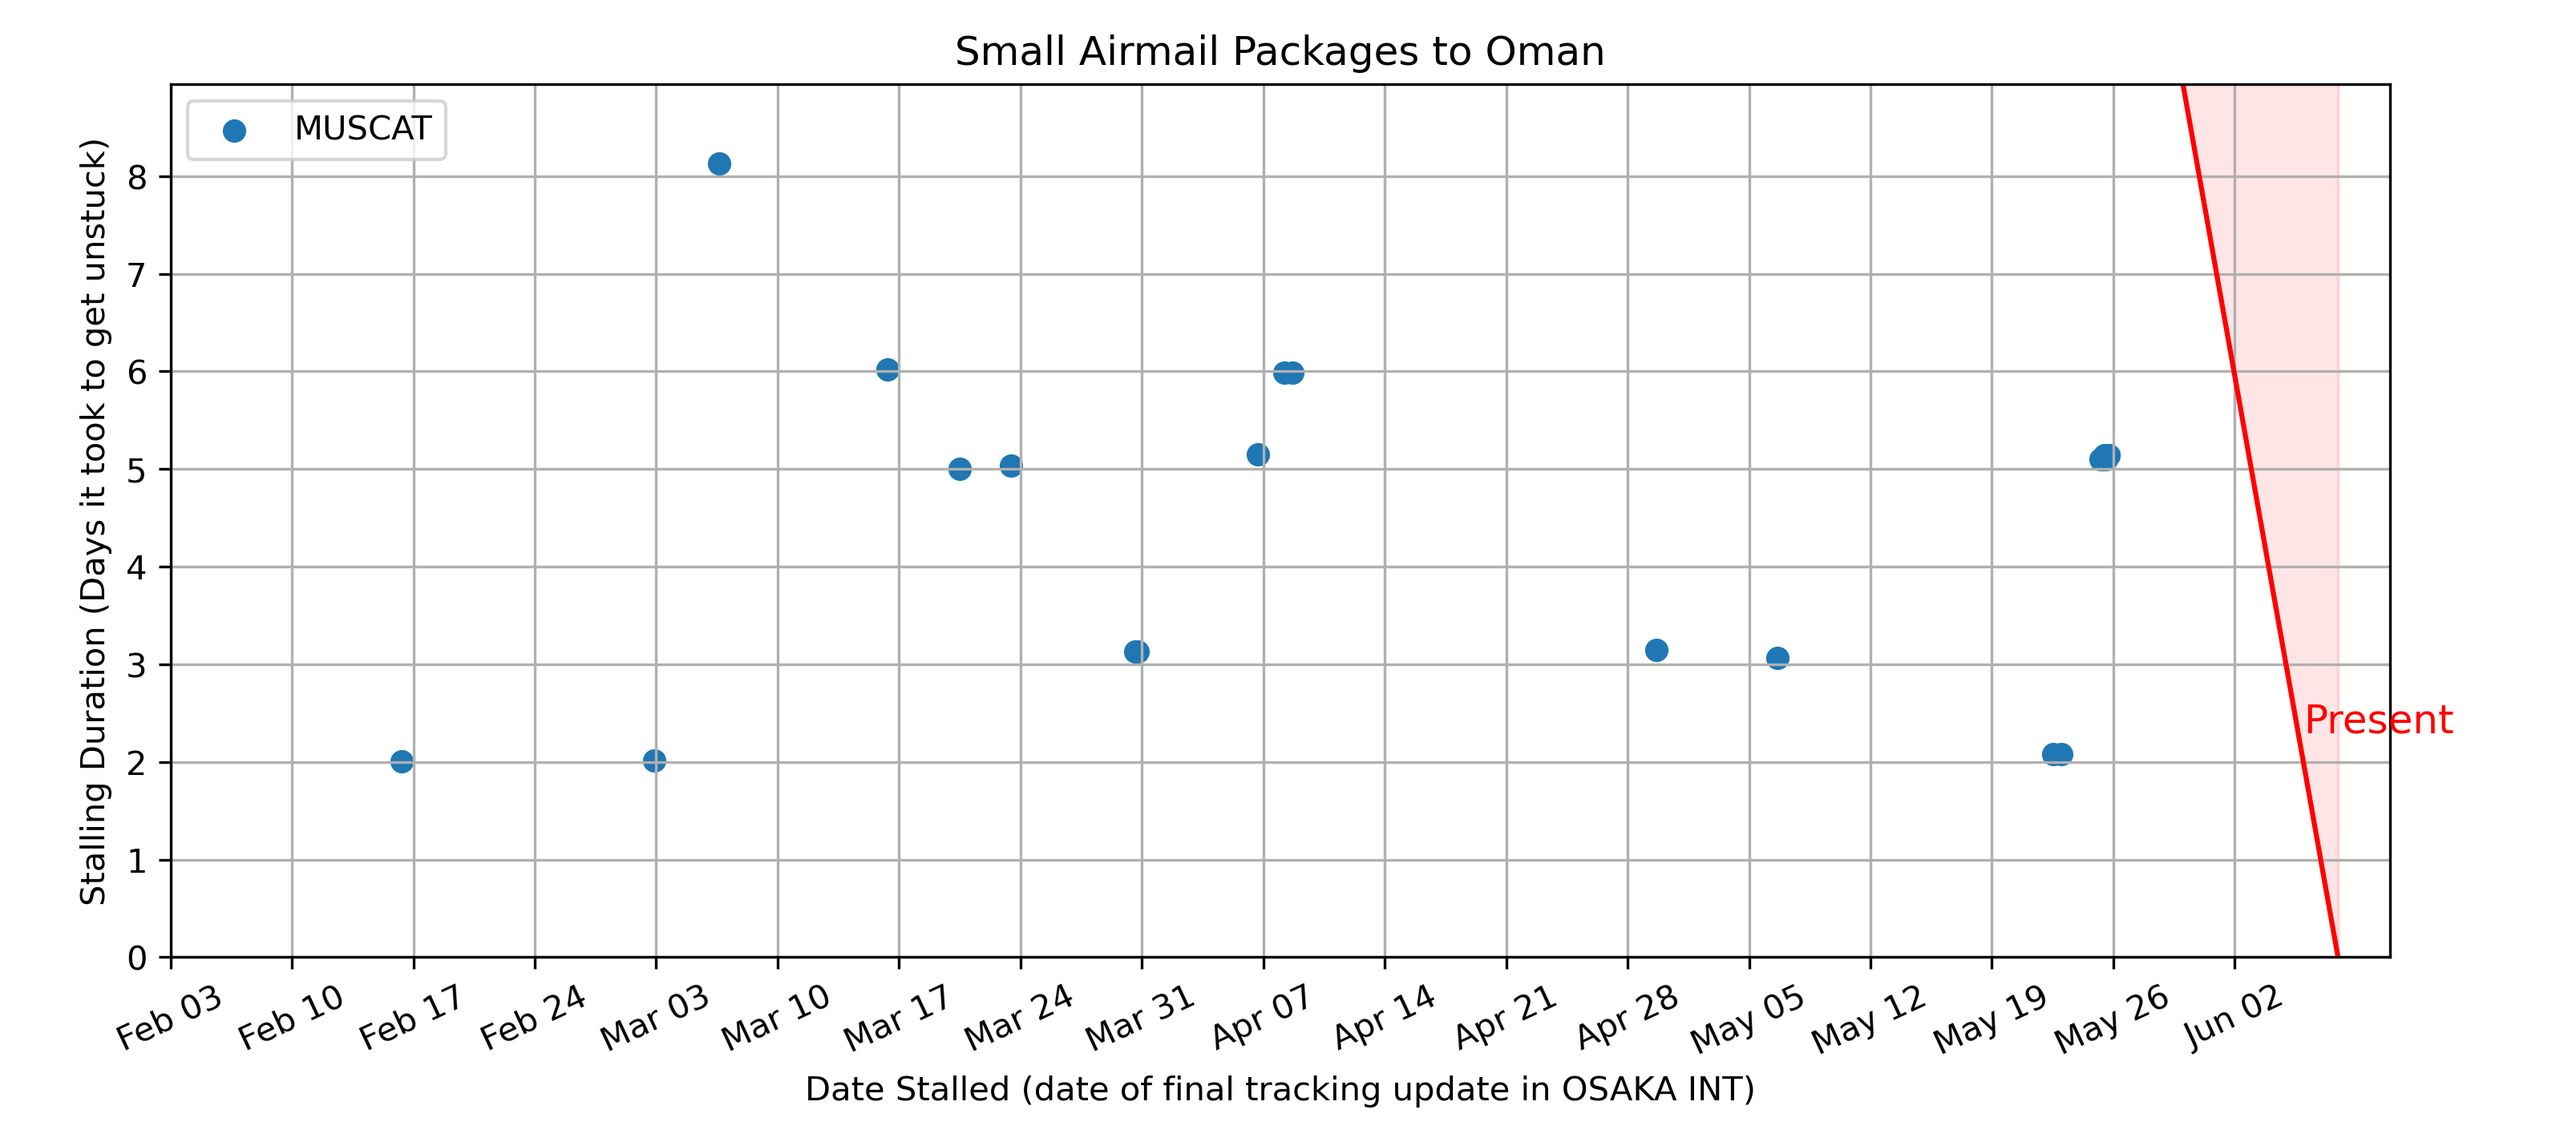 Small Airmail Packages to Oman
MUSCAT
Stalling Duration (Days it took to get unstuck)
8
7
6
5
4
3
2
1
0
Present
Feb 03
Feb 10
Feb 17
Feb 24
Mar 03
Mar 10
Mar 17
Mar 24
Mar 31
Apr 07
Apr 14
Apr 21
Apr 28
May 05
May 12
May 19
May 26
Jun 02
Date Stalled (date of final tracking update in OSAKA INT)